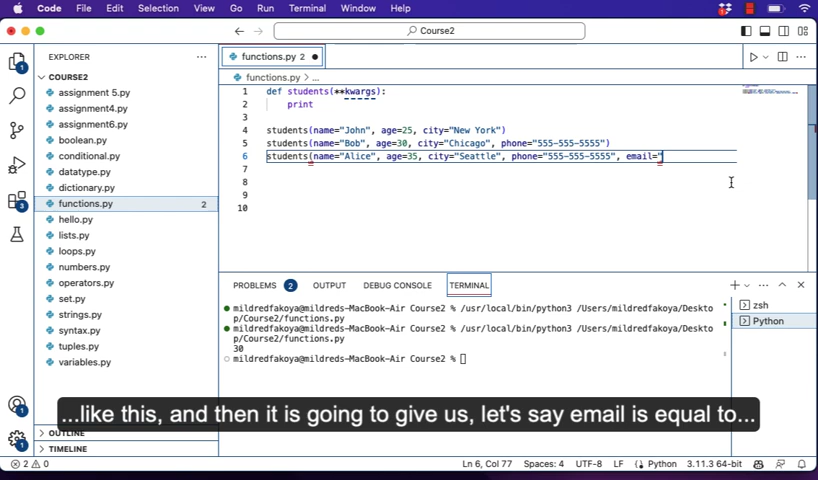 Code File Edit Selection View Go Run Terminal Window Help
Course2
EXPLORER
functions.py 2
COURSE2
functions.py > ...
assignment 5.py
assignment4.py
assignment6.py
boolean.py
conditional.py
datatype.py
dictionary.py
functions.py 2
hello.py
lists.py
loops.py
numbers.py
operators.py
set.py
strings.py
syntax.py
tuples.py
variables.py
1 def students(**kwargs):
2 print
3
4 students(name="John", age=25, city="New York")
5 students(name="Bob", age=30, city="Chicago", phone="555-555-5555")
6 students(name="Alice", age=35, city="Seattle", phone="555-555-5555", email="
7
8
9
10
PROBLEMS 2 OUTPUT DEBUG CONSOLE TERMINAL
mildredfakoya@mildreds-MacBook-Air Course2 % /usr/local/bin/python3 /Users/mildredfakoya/Deskto
p/Course2/functions.py
mildredfakoya@mildreds-MacBook-Air Course2 % /usr/local/bin/python3 /Users/mildredfakoya/Deskto
p/Course2/functions.py
30
mildredfakoya@mildreds-MacBook-Air Course2 %
zsh
Python
...like this, and then it is going to give us, let's say email is equal to...
OUTLINE
TIMELINE
2 0 Ln 6, Col 77 Spaces: 4 UTF-8 LF Python 3.11.3 64-bit
1
3
1
1